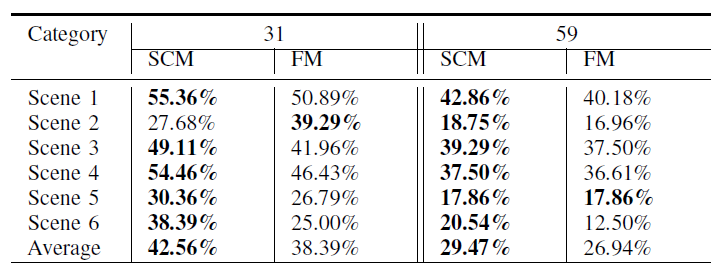 Category 31 59
SCM FM SCM FM
Scene 1 55.36% 50.89% 42.86% 40.18%
Scene 2 27.68% 39.29% 18.75% 16.96%
Scene 3 49.11% 41.96% 39.29% 37.50%
Scene 4 54.46% 46.43% 37.50% 36.61%
Scene 5 30.36% 26.79% 17.86% 17.86%
Scene 6 38.39% 25.00% 20.54% 12.50%
Average 42.56% 38.39% 29.47% 26.94%